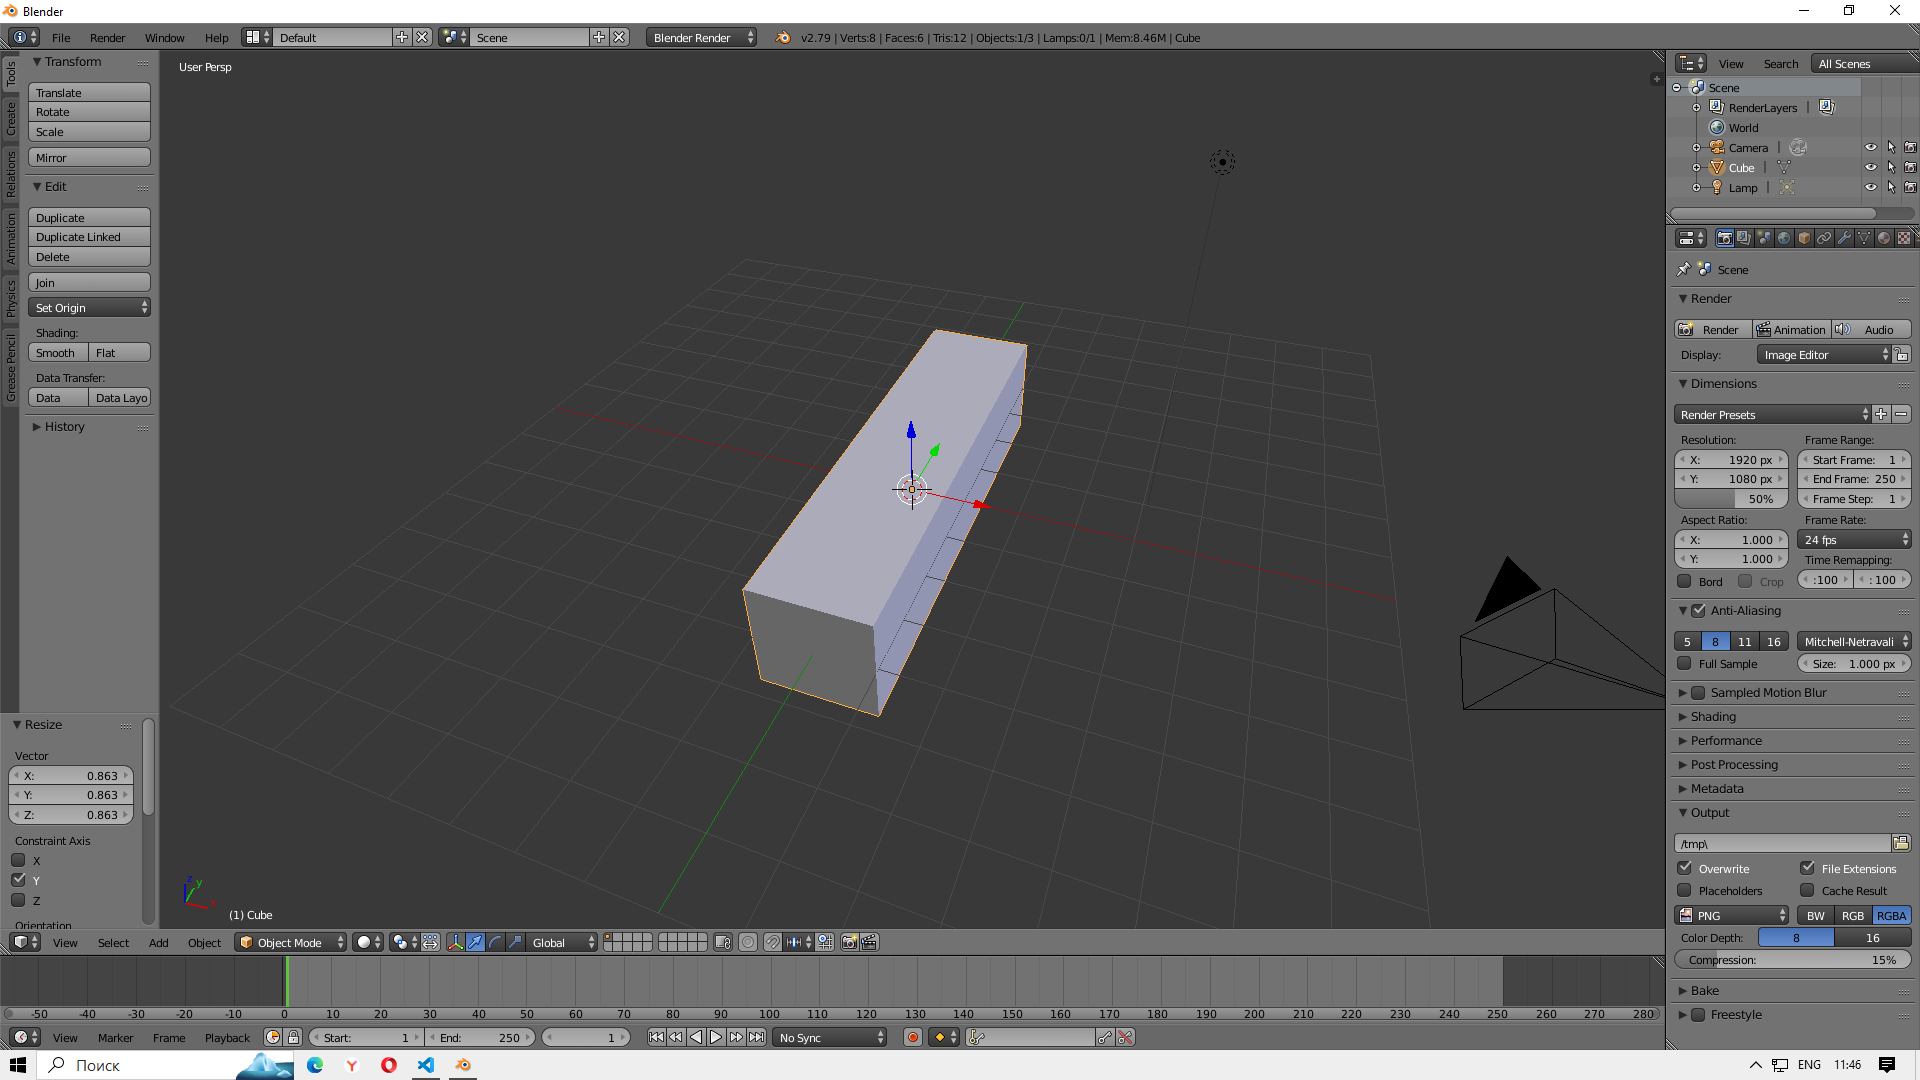 Blender
File Render Window Help Default Scene Blender Render v2.79 | Verts:8 | Faces:6 | Tris:12 | Objects:1/3 | Lamps:0/1 | Mem:8.46M | Cube
Tools
Create
Relations
Animation
Physics
Grease Pencil
Transform
Translate
Rotate
Scale
Mirror
Edit
Duplicate
Duplicate Linked
Delete
Join
Set Origin
Shading:
Smooth Flat
Data Transfer:
Data Data Layo
History
Resize
Vector
X: 0.863
Y: 0.863
Z: 0.863
Constraint Axis
X
Y
Z
Orientation
User Persp
z
y
x
(1) Cube
View Select Add Object Object Mode Global
-50 -40 -30 -20 -10 0 10 20 30 40 50 60 70 80 90 100 110 120 130 140 150 160 170 180 190 200 210 220 230 240 250 260 270 280
View Marker Frame Playback Start: 1 End: 250 1 No Sync
View Search All Scenes
Scene
RenderLayers |
World
Camera |
Cube |
Lamp |
Scene
Render
Render Animation Audio
Display: Image Editor
Dimensions
Render Presets
Resolution: Frame Range:
X: 1920 px Start Frame: 1
Y: 1080 px End Frame: 250
50% Frame Step: 1
Aspect Ratio: Frame Rate:
X: 1.000 24 fps
Y: 1.000 Time Remapping:
Bord Crop :100 : 100
Anti-Aliasing
5 8 11 16 Mitchell-Netravali
Full Sample Size: 1.000 px
Sampled Motion Blur
Shading
Performance
Post Processing
Metadata
Output
/tmp\
Overwrite File Extensions
Placeholders Cache Result
PNG BW RGB RGBA
Color Depth: 8 16
Compression: 15%
Bake
Freestyle
Поиск ENG 11:46